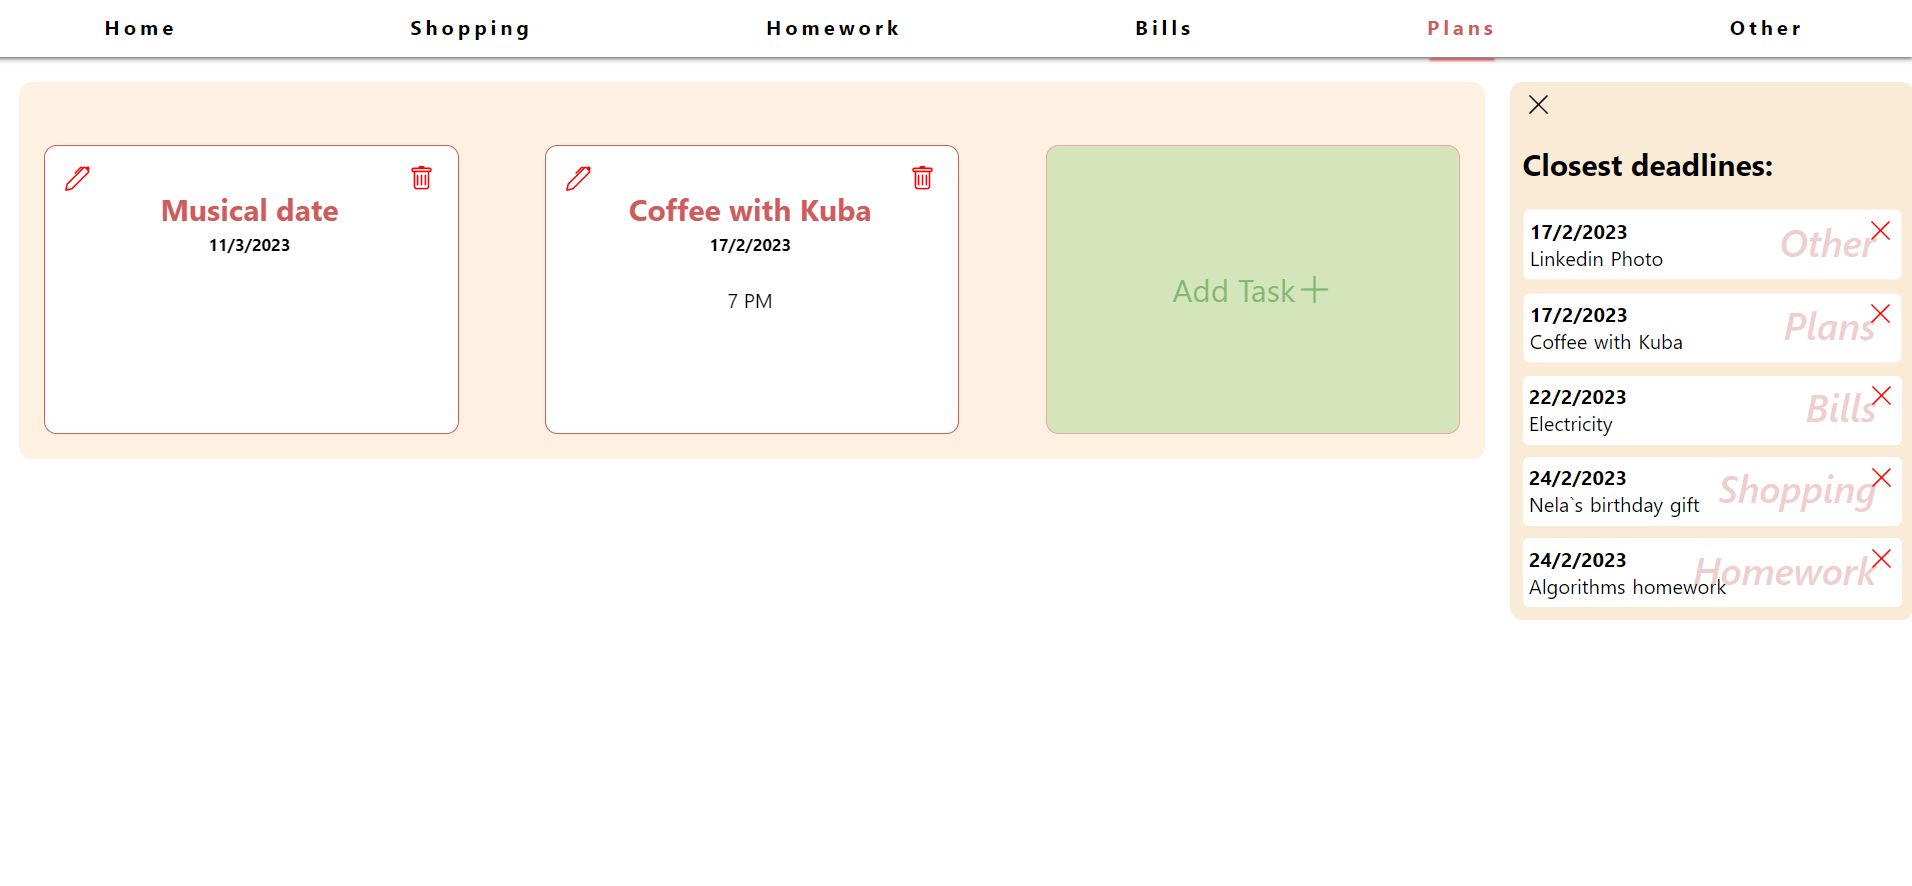 Home Shopping Homework Bills Plans Other
Musical date
11/3/2023
Coffee with Kuba
17/2/2023
7 PM
Add Task
Closest deadlines:
17/2/2023
Other
Linkedin Photo
17/2/2023
Plans
Coffee with Kuba
22/2/2023
Bills
Electricity
24/2/2023
Shopping
Nela`s birthday gift
24/2/2023
Homework
Algorithms homework